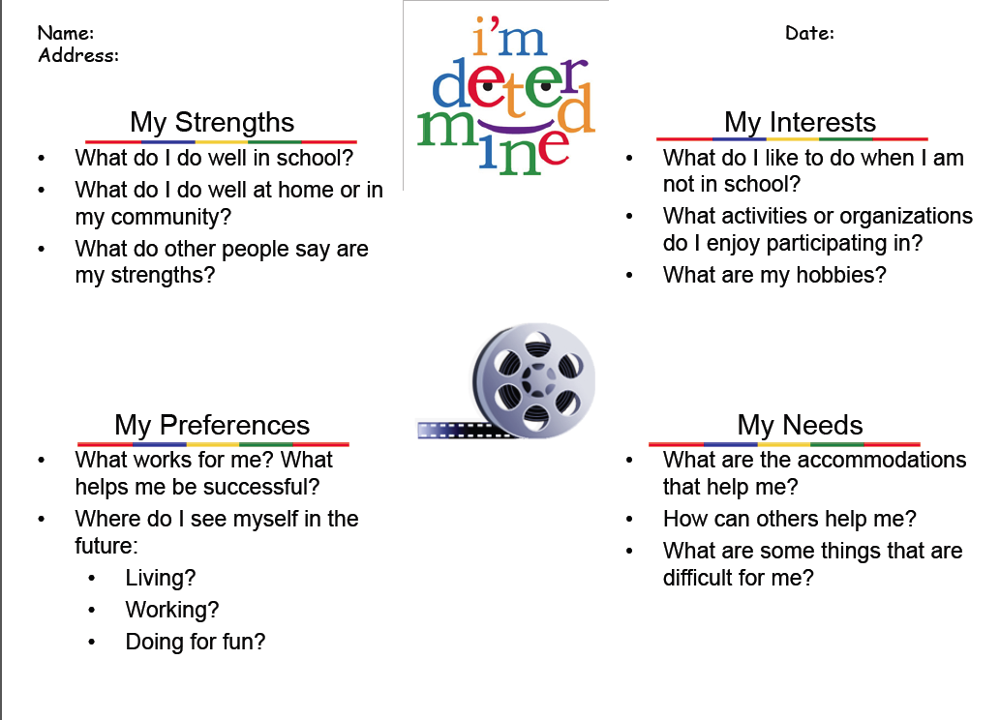 Name:
Address:
Date:
i'm
deter
mined
My Strengths
• What do I do well in school?
• What do I do well at home or in
my community?
• What do other people say are
my strengths?
My Interests
• What do I like to do when I am
not in school?
• What activities or organizations
do I enjoy participating in?
• What are my hobbies?
My Preferences
• What works for me? What
helps me be successful?
• Where do I see myself in the
future:
• Living?
• Working?
• Doing for fun?
My Needs
• What are the accommodations
that help me?
• How can others help me?
• What are some things that are
difficult for me?